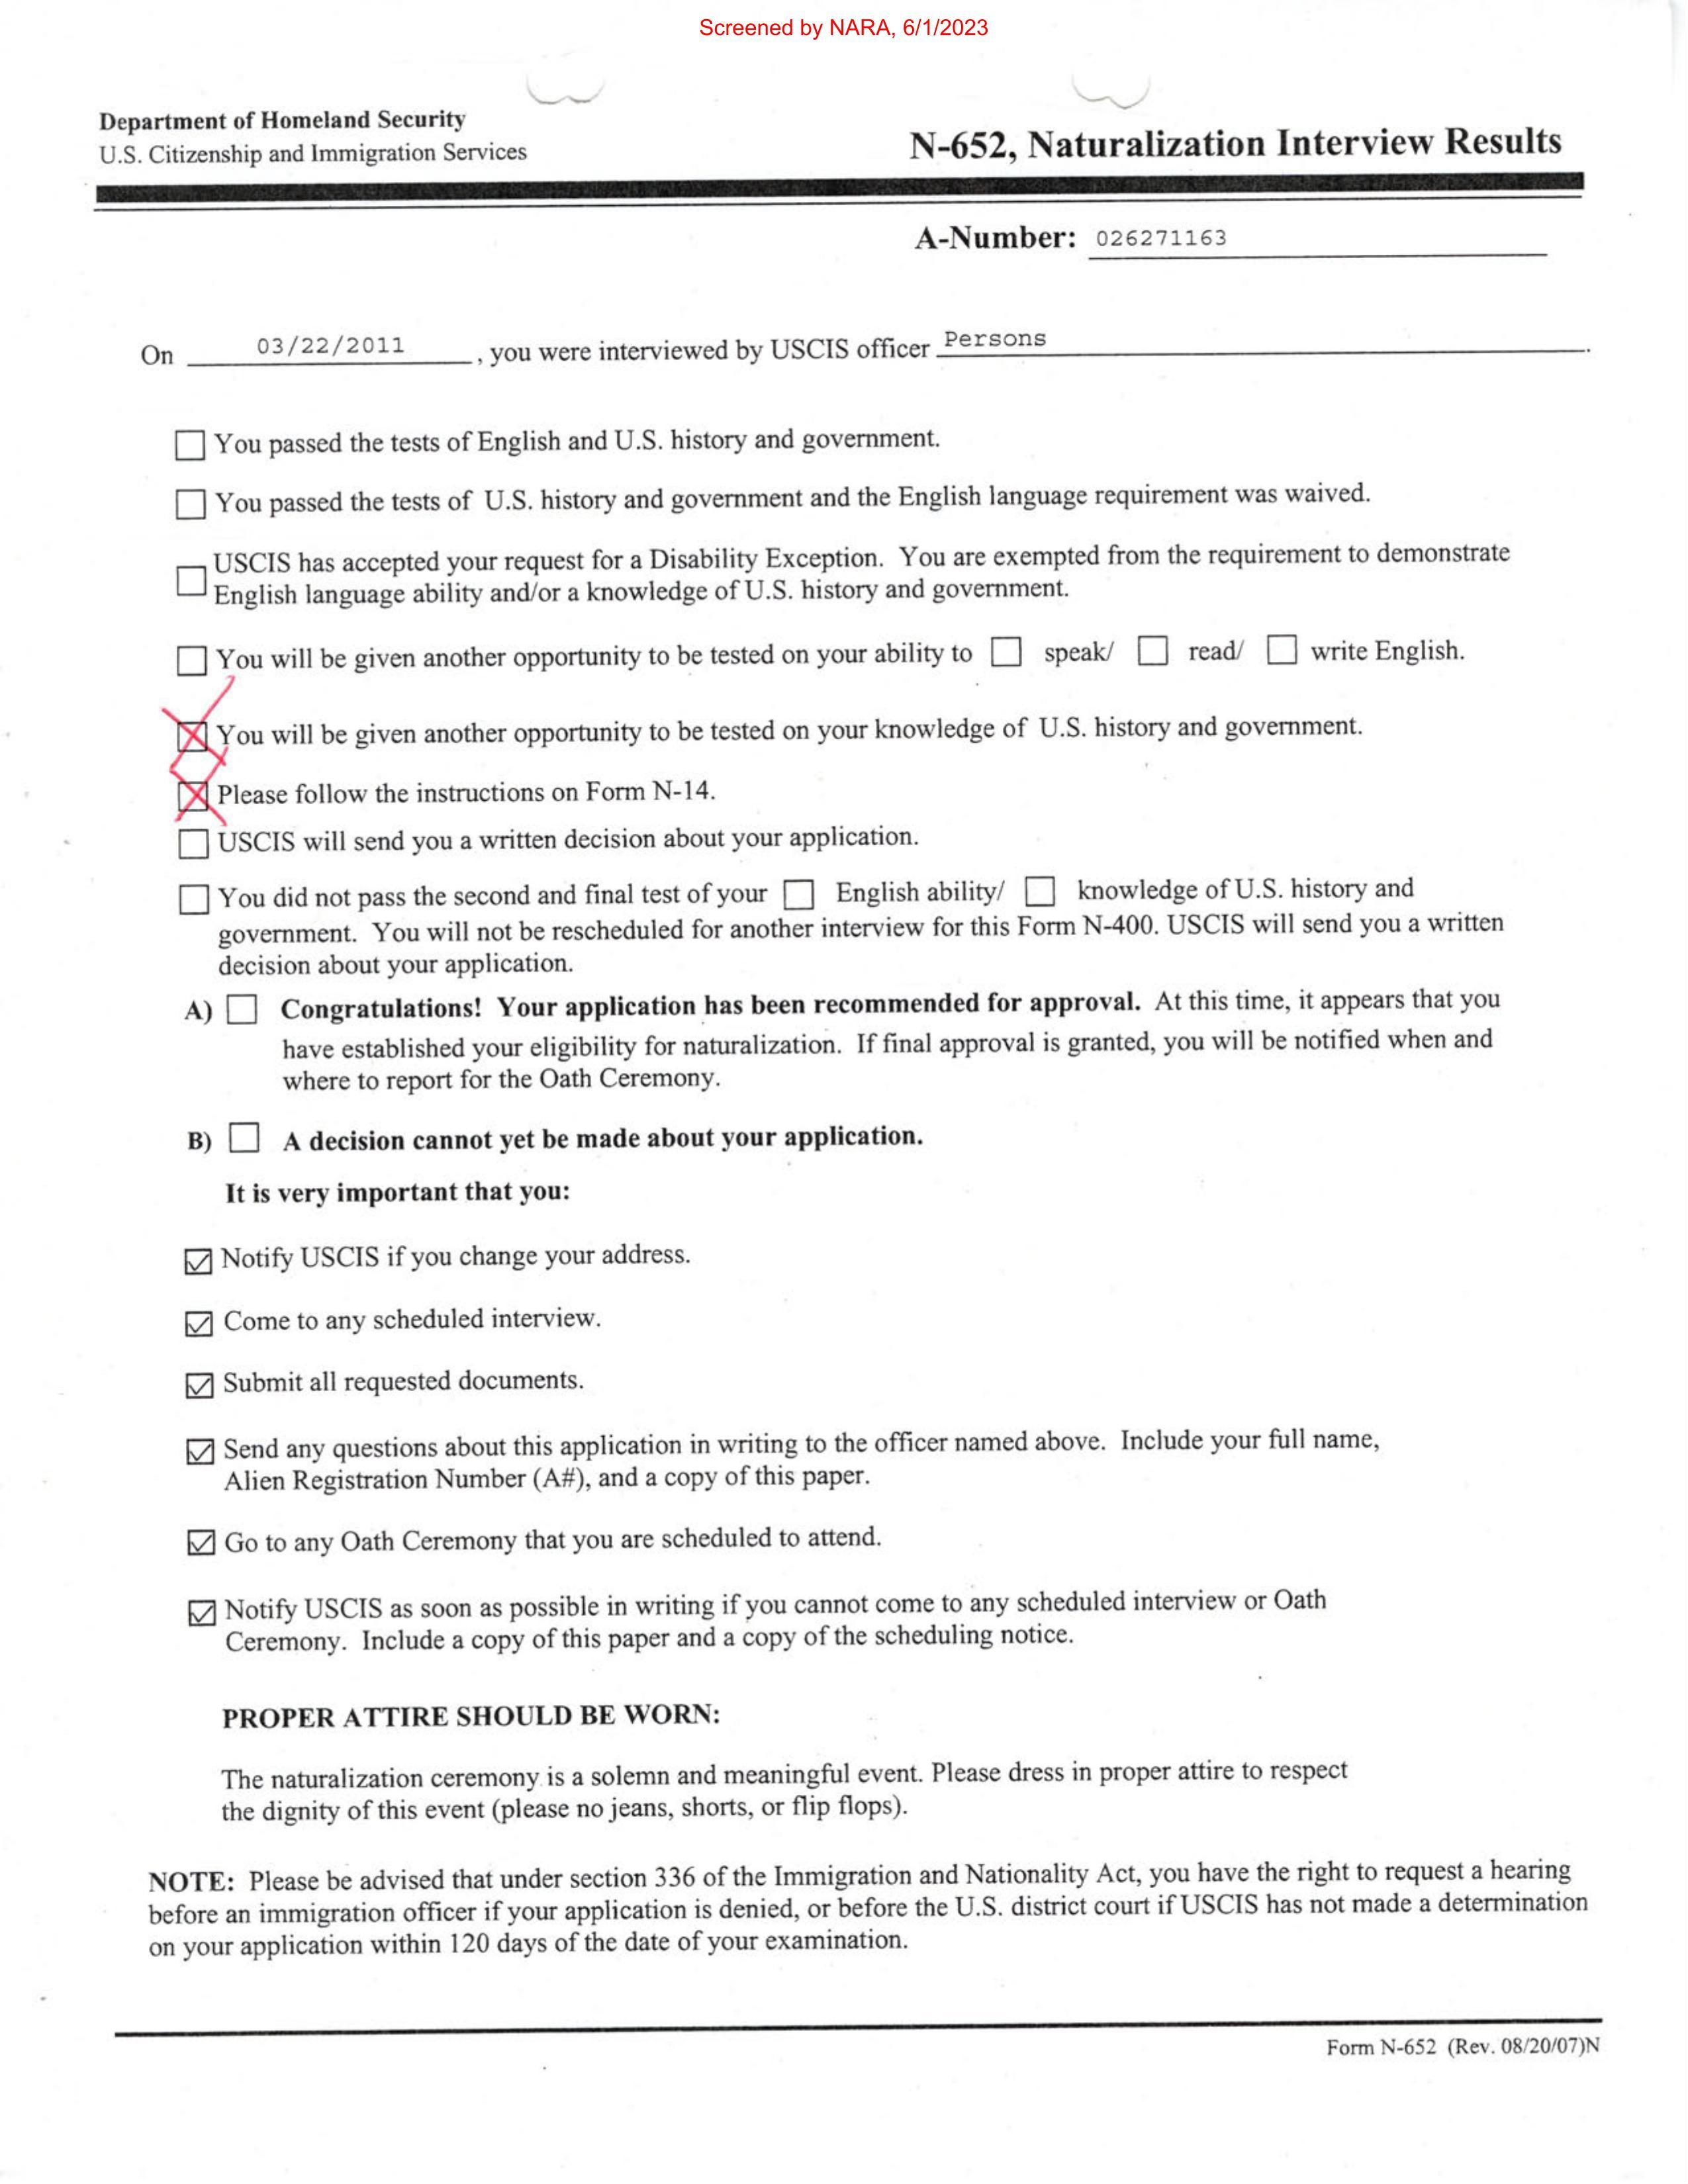 Screened by NARA, 6/1/2023
Department of Homeland Security
U.S. Citizenship and Immigration Services
N-652, Naturalization Interview Results
A-Number: 026271163
On 03/22/2011, you were interviewed by USCIS officer Persons.
You passed the tests of English and U.S. history and government.
You passed the tests of U.S. history and government and the English language requirement was waived.
USCIS has accepted your request for a Disability Exception. You are exempted from the requirement to demonstrate
English language ability and/or a knowledge of U.S. history and government.
You will be given another opportunity to be tested on your ability to speak/ read/ write English.
You will be given another opportunity to be tested on your knowledge of U.S. history and government.
Please follow the instructions on Form N-14.
USCIS will send you a written decision about your application.
You did not pass the second and final test of your English ability/ knowledge of U.S. history and
government. You will not be rescheduled for another interview for this Form N-400. USCIS will send you a written
decision about your application.
A) Congratulations! Your application has been recommended for approval. At this time, it appears that you
have established your eligibility for naturalization. If final approval is granted, you will be notified when and
where to report for the Oath Ceremony.
B) A decision cannot yet be made about your application.
It is very important that you:
Notify USCIS if you change your address.
Come to any scheduled interview.
Submit all requested documents.
Send any questions about this application in writing to the officer named above. Include your full name,
Alien Registration Number (A#), and a copy of this paper.
Go to any Oath Ceremony that you are scheduled to attend.
Notify USCIS as soon as possible in writing if you cannot come to any scheduled interview or Oath
Ceremony. Include a copy of this paper and a copy of the scheduling notice.
PROPER ATTIRE SHOULD BE WORN:
The naturalization ceremony is a solemn and meaningful event. Please dress in proper attire to respect
the dignity of this event (please no jeans, shorts, or flip flops).
NOTE: Please be advised that under section 336 of the Immigration and Nationality Act, you have the right to request a hearing
before an immigration officer if your application is denied, or before the U.S. district court if USCIS has not made a determination
on your application within 120 days of the date of your examination.
Form N-652 (Rev. 08/20/07)N